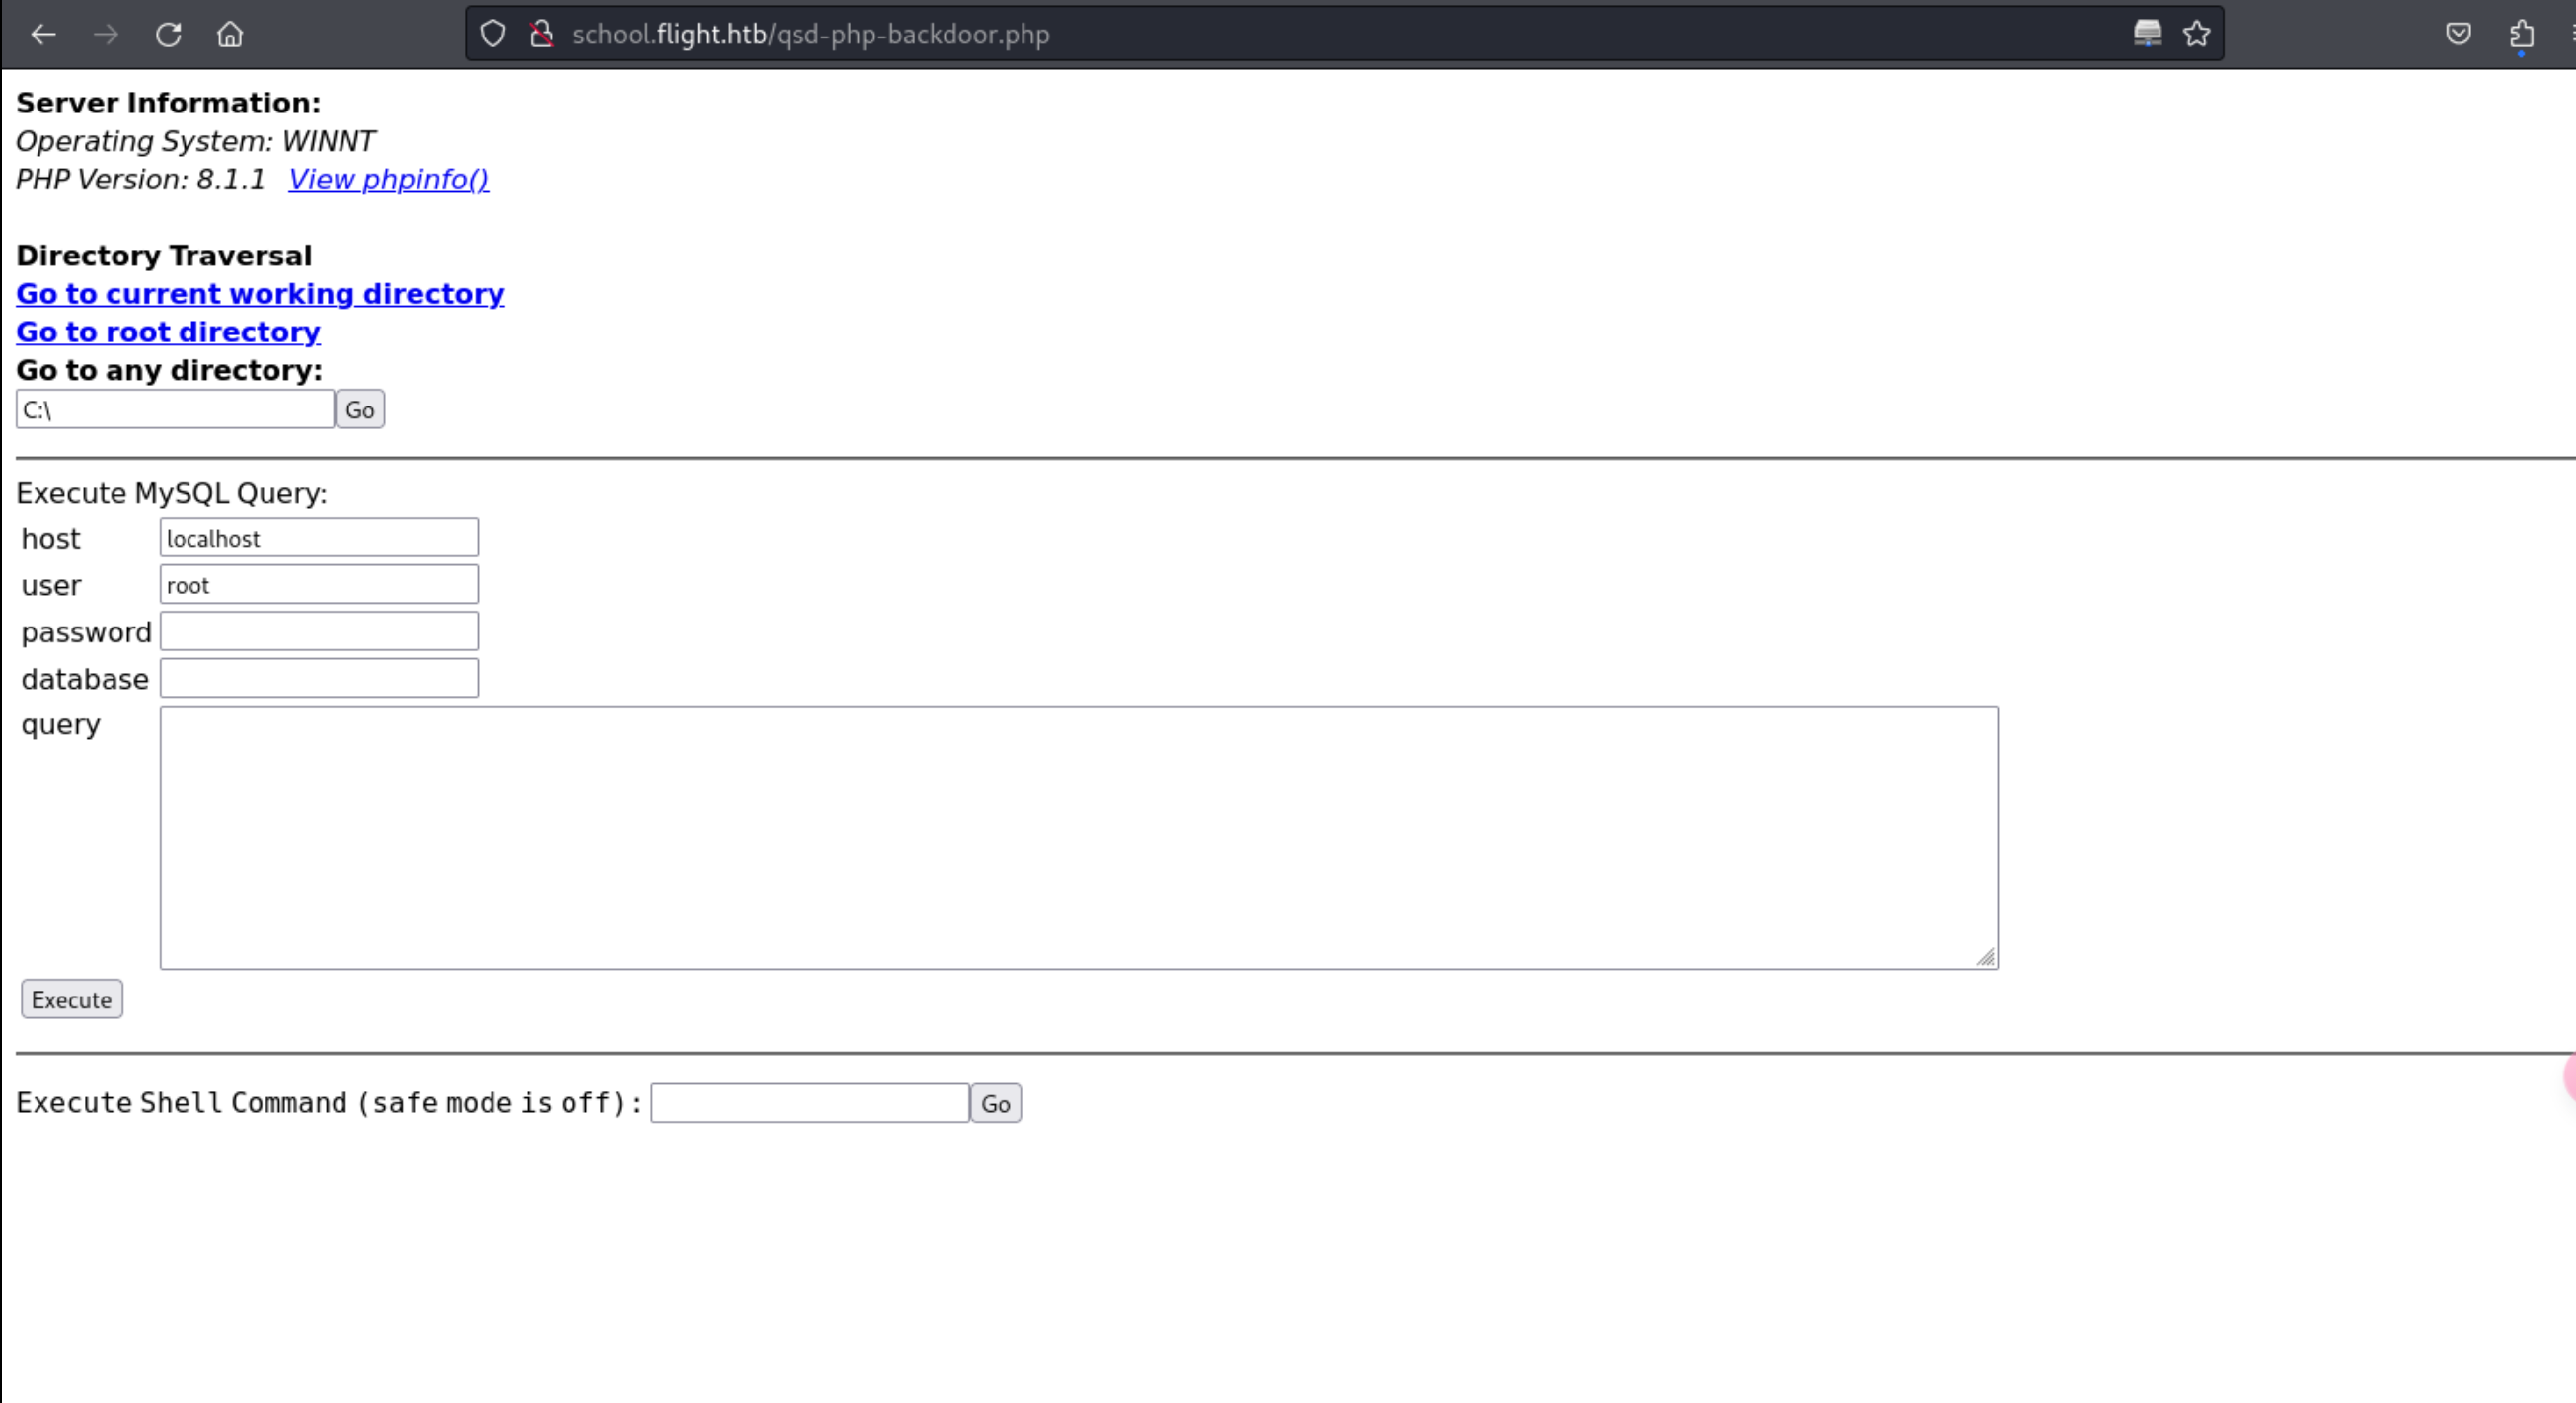 school.flight.htb/qsd-php-backdoor.php
Server Information:
Operating System: WINNT
PHP Version: 8.1.1 View phpinfo()
Directory Traversal
Go to current working directory
Go to root directory
Go to any directory:
C:\ Go
Execute MySQL Query:
host localhost
user root
password
database
query
Execute
Execute Shell Command (safe mode is off): Go